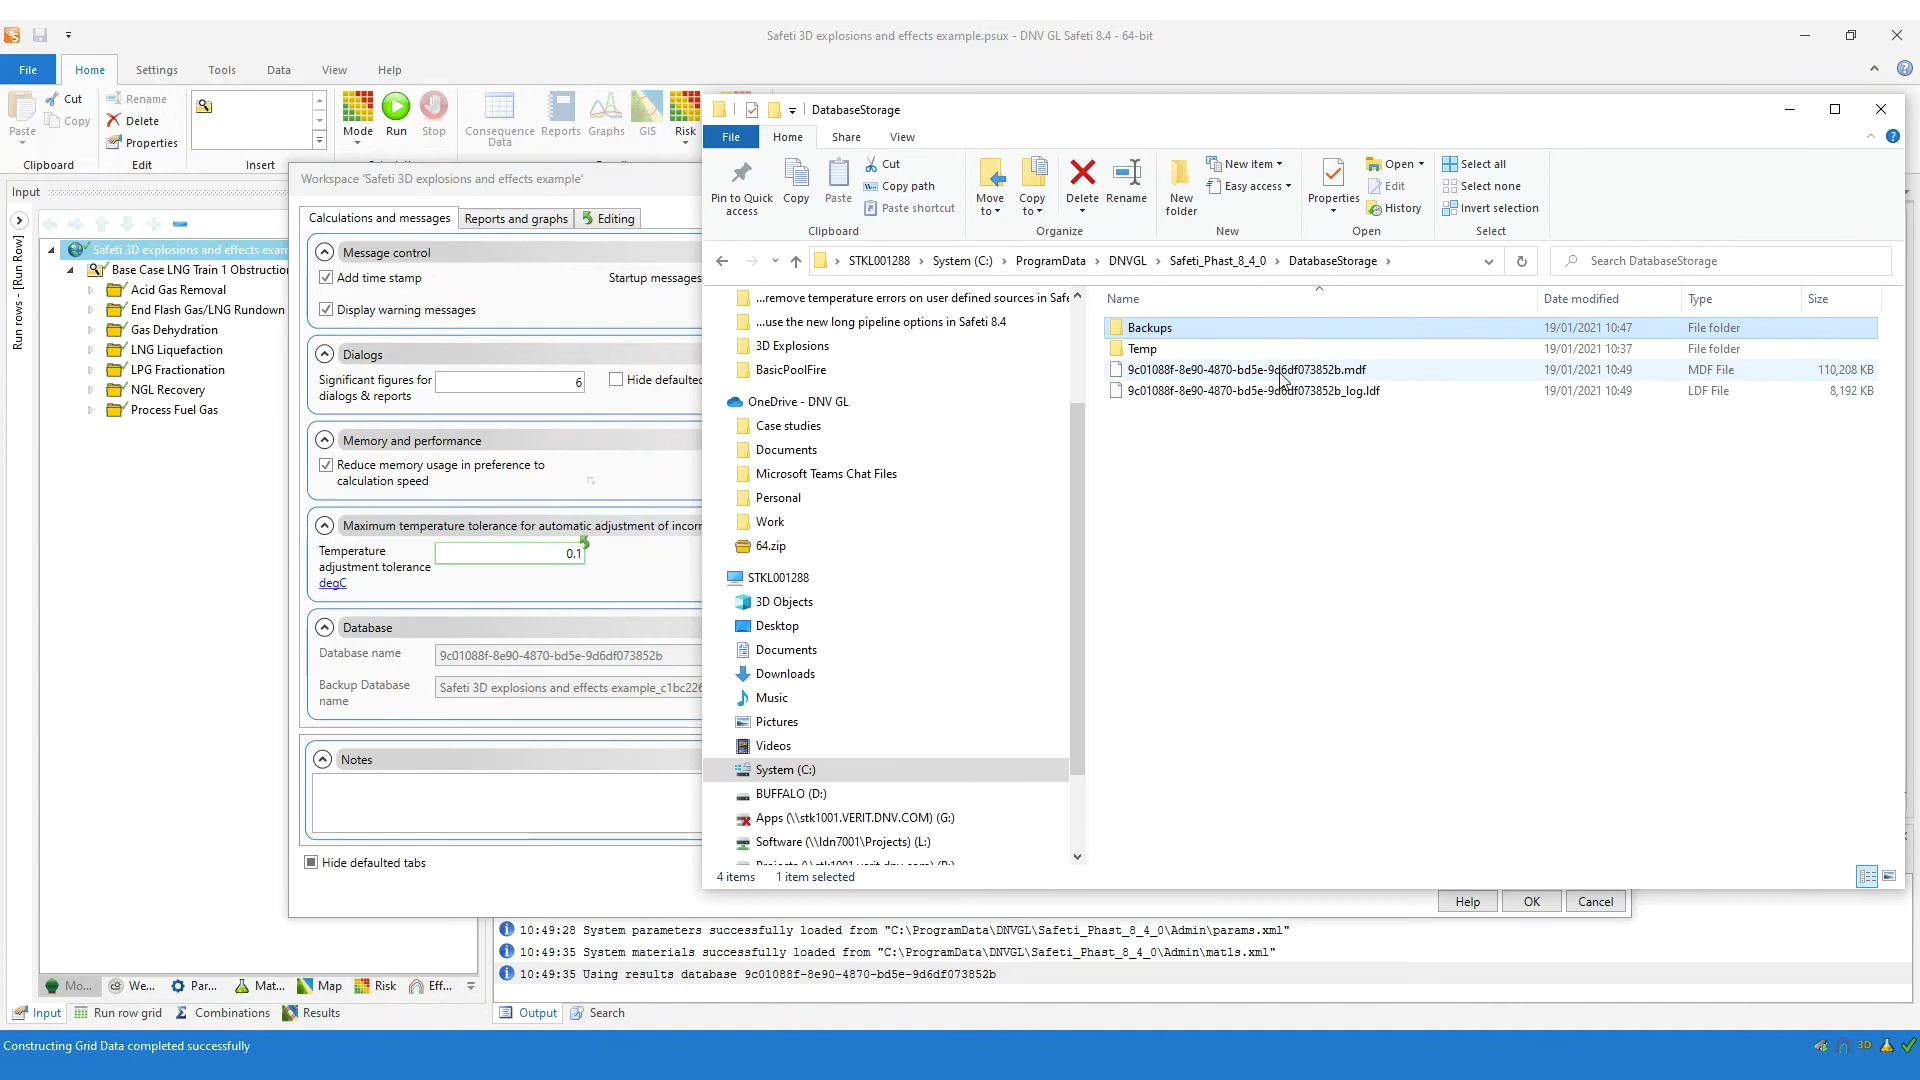 Safeti 3D explosions and effects example.psux - DNV GL Safeti 8.4 - 64-bit
File Home Settings Tools Data View Help
Paste Cut Copy Rename Delete Properties
Mode Run Stop Consequence Data Reports Graphs GIS Risk
Clipboard Edit Insert
Input
Run rows - [Run Row]
Safeti 3D explosions and effects exam
Base Case LNG Train 1 Obstruction
Acid Gas Removal
End Flash Gas/LNG Rundown
Gas Dehydration
LNG Liquefaction
LPG Fractionation
NGL Recovery
Process Fuel Gas
Workspace 'Safeti 3D explosions and effects example'
Calculations and messages Reports and graphs Editing
Message control
Add time stamp Startup messages
Display warning messages
Dialogs
Significant figures for dialogs & reports 6 Hide defaulted
Memory and performance
Reduce memory usage in preference to
calculation speed
Maximum temperature tolerance for automatic adjustment of incorr
Temperature
adjustment tolerance 0.1
degC
Database
Database name 9c01088f-8e90-4870-bd5e-9d6df073852b
Backup Database
name Safeti 3D explosions and effects example_c1bc226
Notes
Hide defaulted tabs
DatabaseStorage
File Home Share View
Pin to Quick access Copy Paste Cut Copy path Paste shortcut
Move to Copy to Delete Rename
New folder New item Easy access
Properties Open Edit History
Select all Select none Invert selection
Clipboard Organize New Open Select
STKL001288 › System (C:) › ProgramData › DNVGL › Safeti_Phast_8_4_0 › DatabaseStorage ›
Search DatabaseStorage
...remove temperature errors on user defined sources in Safe
...use the new long pipeline options in Safeti 8.4
3D Explosions
BasicPoolFire
OneDrive - DNV GL
Case studies
Documents
Microsoft Teams Chat Files
Personal
Work
64.zip
STKL001288
3D Objects
Desktop
Documents
Downloads
Music
Pictures
Videos
System (C:)
BUFFALO (D:)
Apps (\\stk1001.VERIT.DNV.COM) (G:)
Software (\\ldn7001\Projects) (L:)
Name Date modified Type Size
Backups 19/01/2021 10:47 File folder
Temp 19/01/2021 10:37 File folder
9c01088f-8e90-4870-bd5e-9d6df073852b.mdf 19/01/2021 10:49 MDF File 110,208 KB
9c01088f-8e90-4870-bd5e-9d6df073852b_log.ldf 19/01/2021 10:49 LDF File 8,192 KB
4 items 1 item selected
Help OK Cancel
10:49:28 System parameters successfully loaded from "C:\ProgramData\DNVGL\Safeti_Phast_8_4_0\Admin\params.xml"
10:49:35 System materials successfully loaded from "C:\ProgramData\DNVGL\Safeti_Phast_8_4_0\Admin\matls.xml"
10:49:35 Using results database 9c01088f-8e90-4870-bd5e-9d6df073852b
Mo... We... Par... Mat... Map Risk Eff...
Input Run row grid Combinations Results
Output Search
Constructing Grid Data completed successfully
3D